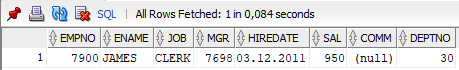 SQL | All Rows Fetched: 1 in 0,084 seconds
EMPNO ENAME JOB MGR HIREDATE SAL COMM DEPTNO
1 7900 JAMES CLERK 7698 03.12.2011 950 (null) 30